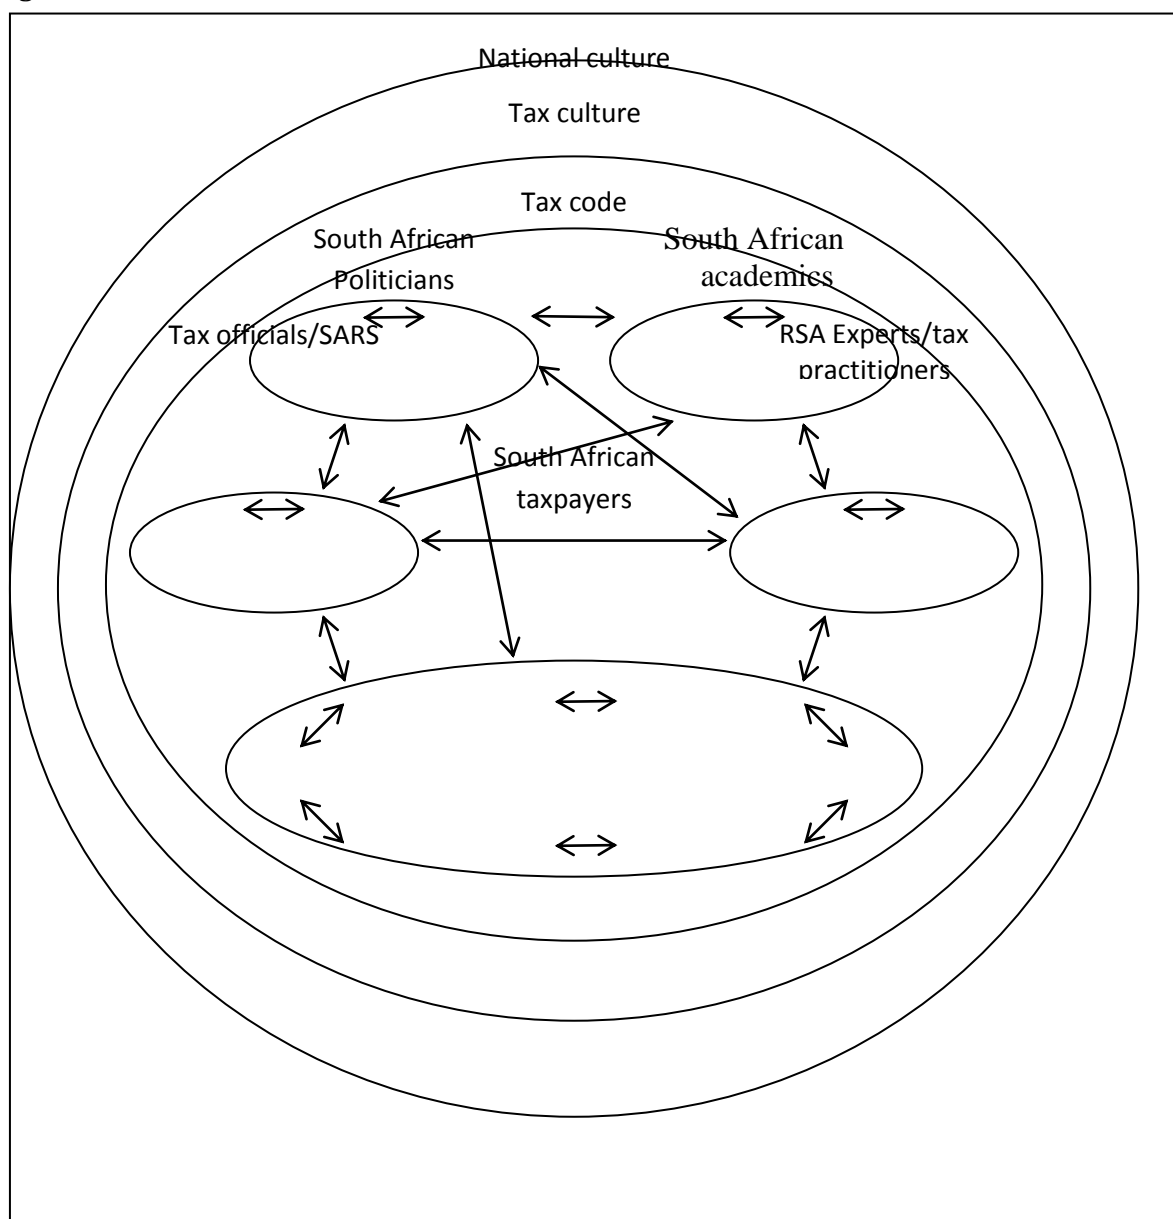 National culture
Tax culture
Tax code
South African
Politicians
South African
academics
Tax officials/SARS
RSA Experts/tax
practitioners
South African
taxpayers